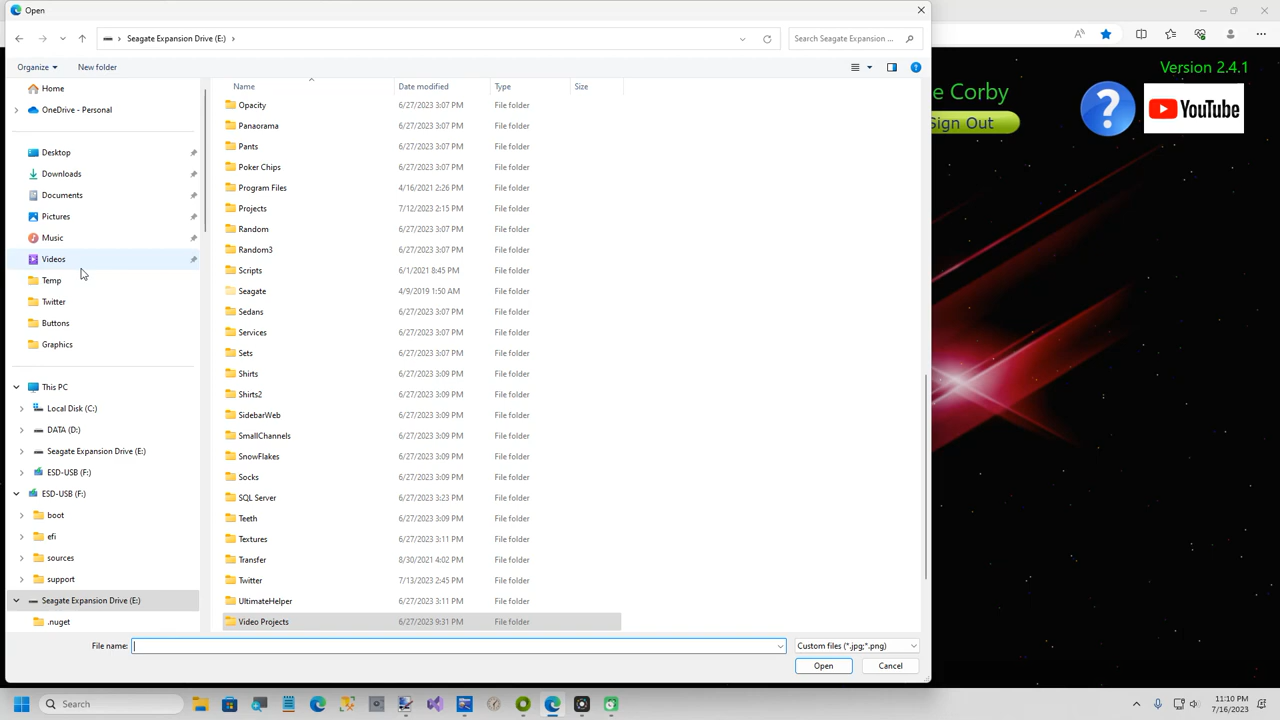 Open
Seagate Expansion Drive (E:)
Search Seagate Expansion ...
Organize
New folder
Name
Date modified
Type
Size
Home
OneDrive - Personal
Desktop
Downloads
Documents
Pictures
Music
Videos
Temp
Twitter
Buttons
Graphics
This PC
Local Disk (C:)
DATA (D:)
Seagate Expansion Drive (E:)
ESD-USB (F:)
ESD-USB (F:)
boot
efi
sources
support
Seagate Expansion Drive (E:)
.nuget
Opacity 6/27/2023 3:07 PM File folder
Panaorama 6/27/2023 3:07 PM File folder
Pants 6/27/2023 3:07 PM File folder
Poker Chips 6/27/2023 3:07 PM File folder
Program Files 4/16/2021 2:26 PM File folder
Projects 7/12/2023 2:15 PM File folder
Random 6/27/2023 3:07 PM File folder
Random3 6/27/2023 3:07 PM File folder
Scripts 6/1/2021 8:45 PM File folder
Seagate 4/9/2019 1:50 AM File folder
Sedans 6/27/2023 3:07 PM File folder
Services 6/27/2023 3:07 PM File folder
Sets 6/27/2023 3:07 PM File folder
Shirts 6/27/2023 3:09 PM File folder
Shirts2 6/27/2023 3:09 PM File folder
SidebarWeb 6/27/2023 3:09 PM File folder
SmallChannels 6/27/2023 3:09 PM File folder
SnowFlakes 6/27/2023 3:09 PM File folder
Socks 6/27/2023 3:09 PM File folder
SQL Server 6/27/2023 3:23 PM File folder
Teeth 6/27/2023 3:09 PM File folder
Textures 6/27/2023 3:11 PM File folder
Transfer 8/30/2021 4:02 PM File folder
Twitter 7/13/2023 2:45 PM File folder
UltimateHelper 6/27/2023 3:11 PM File folder
Video Projects 6/27/2023 9:31 PM File folder
File name:
Custom files (*.jpg;*.png)
Open
Cancel
Version 2.4.1
e Corby
Sign Out
?
YouTube
Search
11:10 PM
7/16/2023